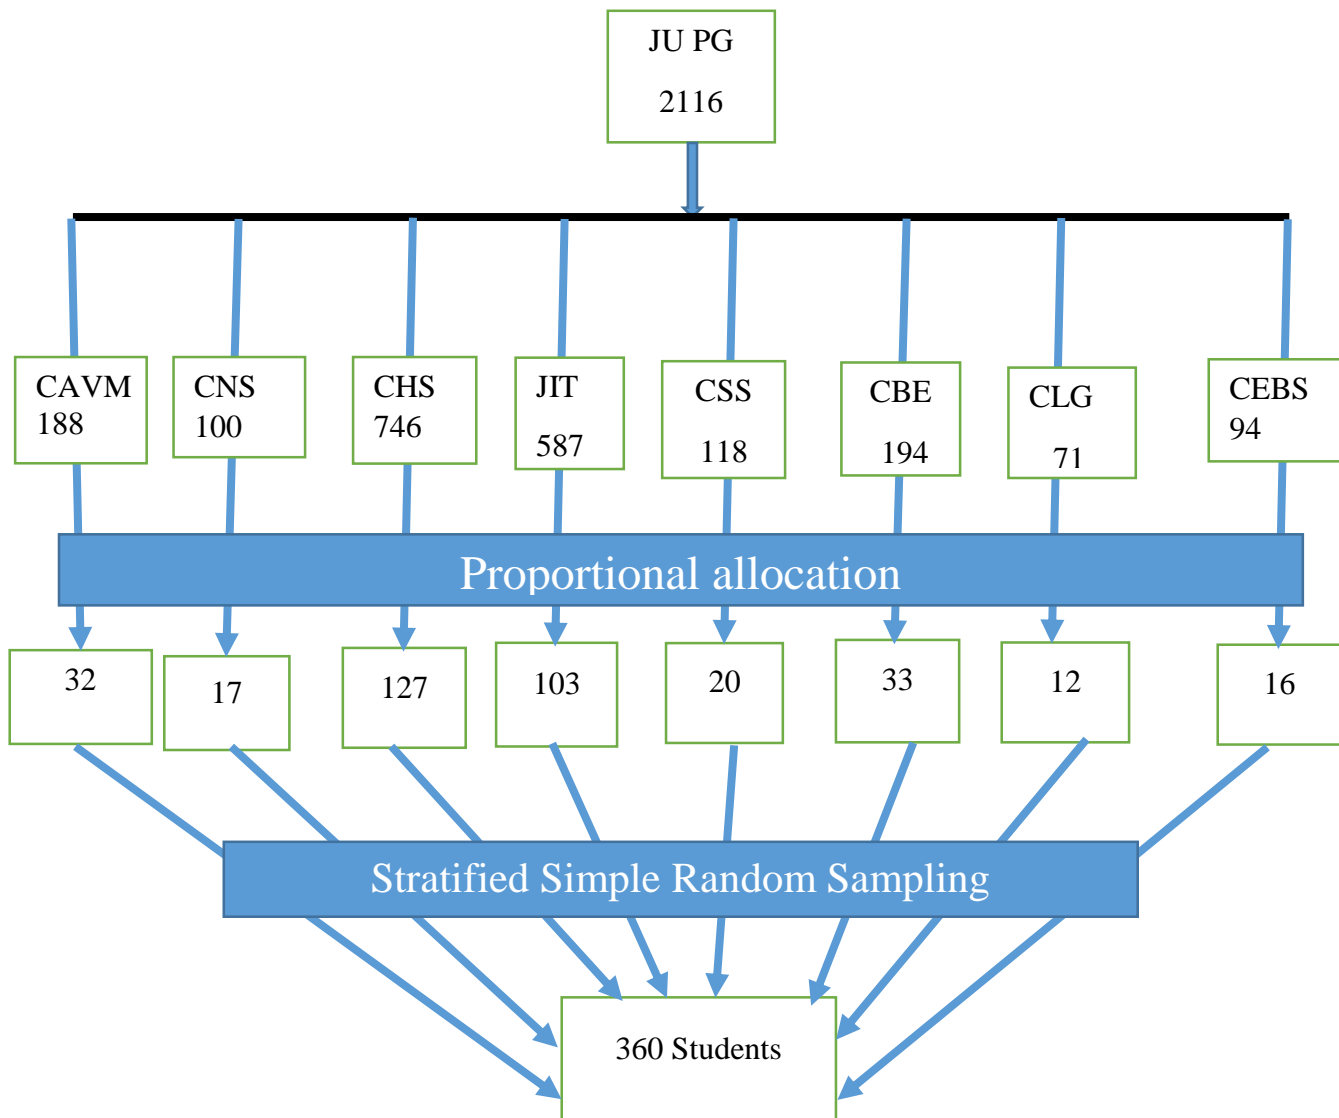 JU PG
2116
CAVM
188
CNS
100
CHS
746
JIT
587
CSS
118
CBE
194
CLG
71
CEBS
94
Proportional allocation
32
17
127
103
20
33
12
16
Stratified Simple Random Sampling
360 Students